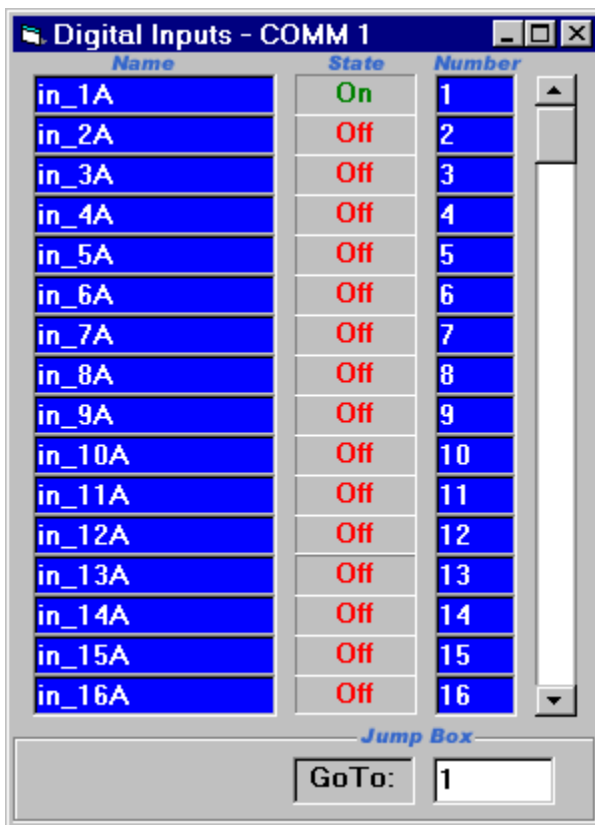 Digital Inputs - COMM 1
Name State Number
in_1A On 1
in_2A Off 2
in_3A Off 3
in_4A Off 4
in_5A Off 5
in_6A Off 6
in_7A Off 7
in_8A Off 8
in_9A Off 9
in_10A Off 10
in_11A Off 11
in_12A Off 12
in_13A Off 13
in_14A Off 14
in_15A Off 15
in_16A Off 16
Jump Box
GoTo: 1